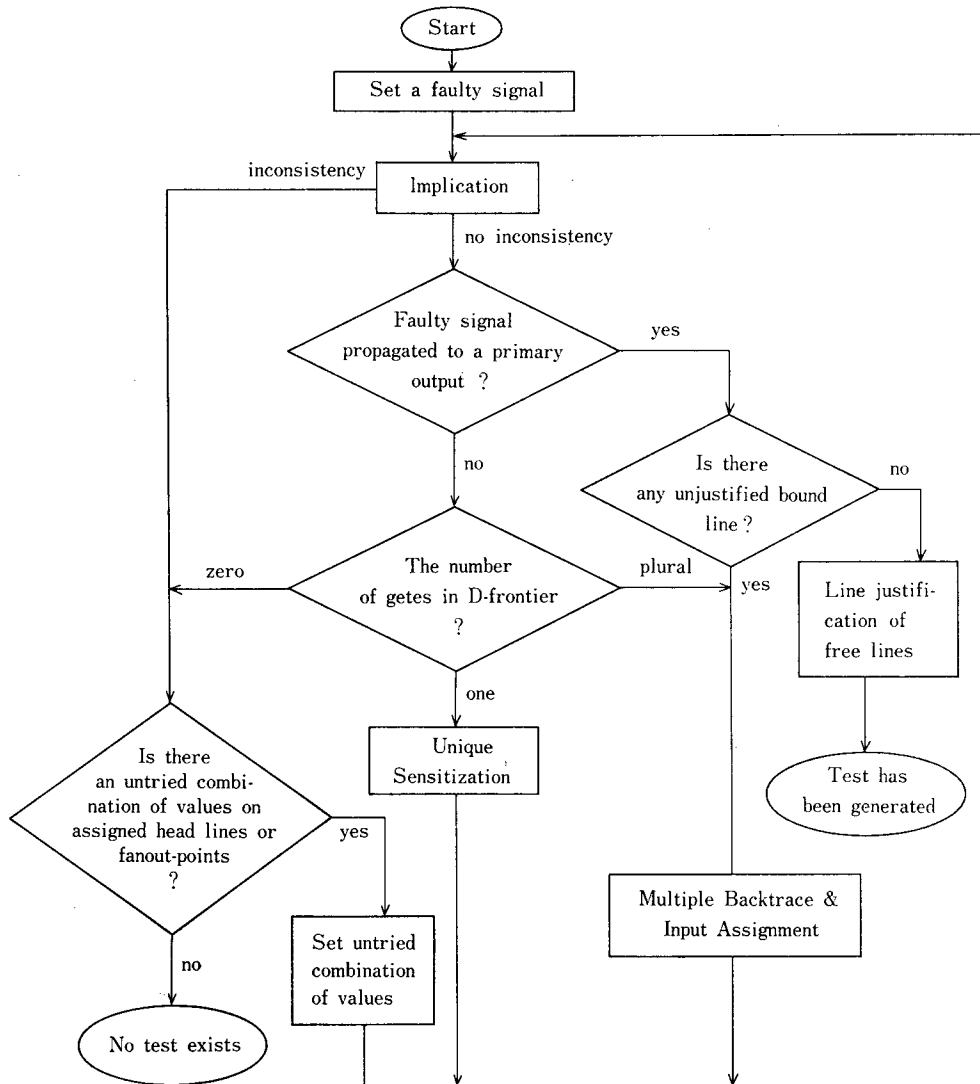 Start
Set a faulty signal
inconsistency
Implication
no inconsistency
Faulty signal
propagated to a primary
output ?
yes
no
Is there
any unjustified bound
line ?
no
zero
The number
of getes in D-frontier
?
plural
yes
Line justifi-
cation of
free lines
one
Unique
Sensitization
Is there
an untried combi-
nation of values on
assigned head lines or
fanout-points
?
yes
Test has
been generated
Multiple Backtrace &
Input Assignment
Set untried
combination
of values
no
No test exists